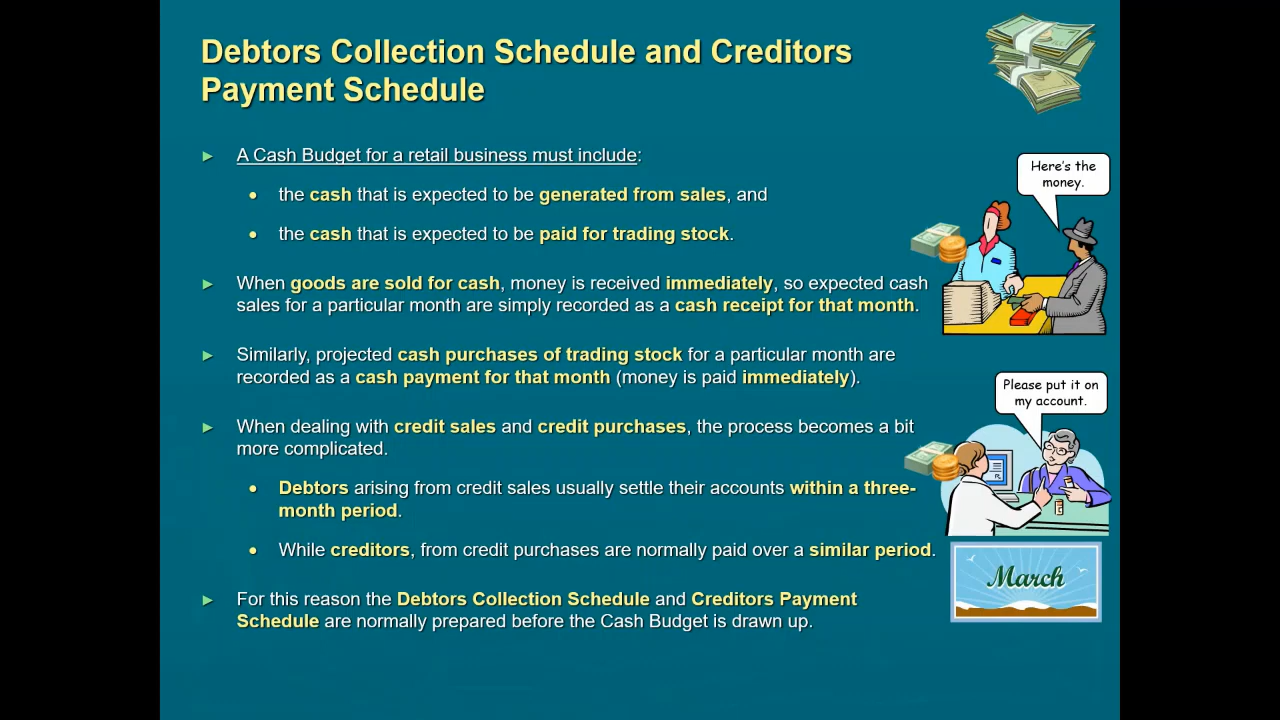 Debtors Collection Schedule and Creditors
Payment Schedule
► A Cash Budget for a retail business must include:
• the cash that is expected to be generated from sales, and
• the cash that is expected to be paid for trading stock.
► When goods are sold for cash, money is received immediately, so expected cash
sales for a particular month are simply recorded as a cash receipt for that month.
► Similarly, projected cash purchases of trading stock for a particular month are
recorded as a cash payment for that month (money is paid immediately).
► When dealing with credit sales and credit purchases, the process becomes a bit
more complicated.
• Debtors arising from credit sales usually settle their accounts within a three-
month period.
• While creditors, from credit purchases are normally paid over a similar period.
► For this reason the Debtors Collection Schedule and Creditors Payment
Schedule are normally prepared before the Cash Budget is drawn up.
Here's the
money.
Please put it on
my account.
March